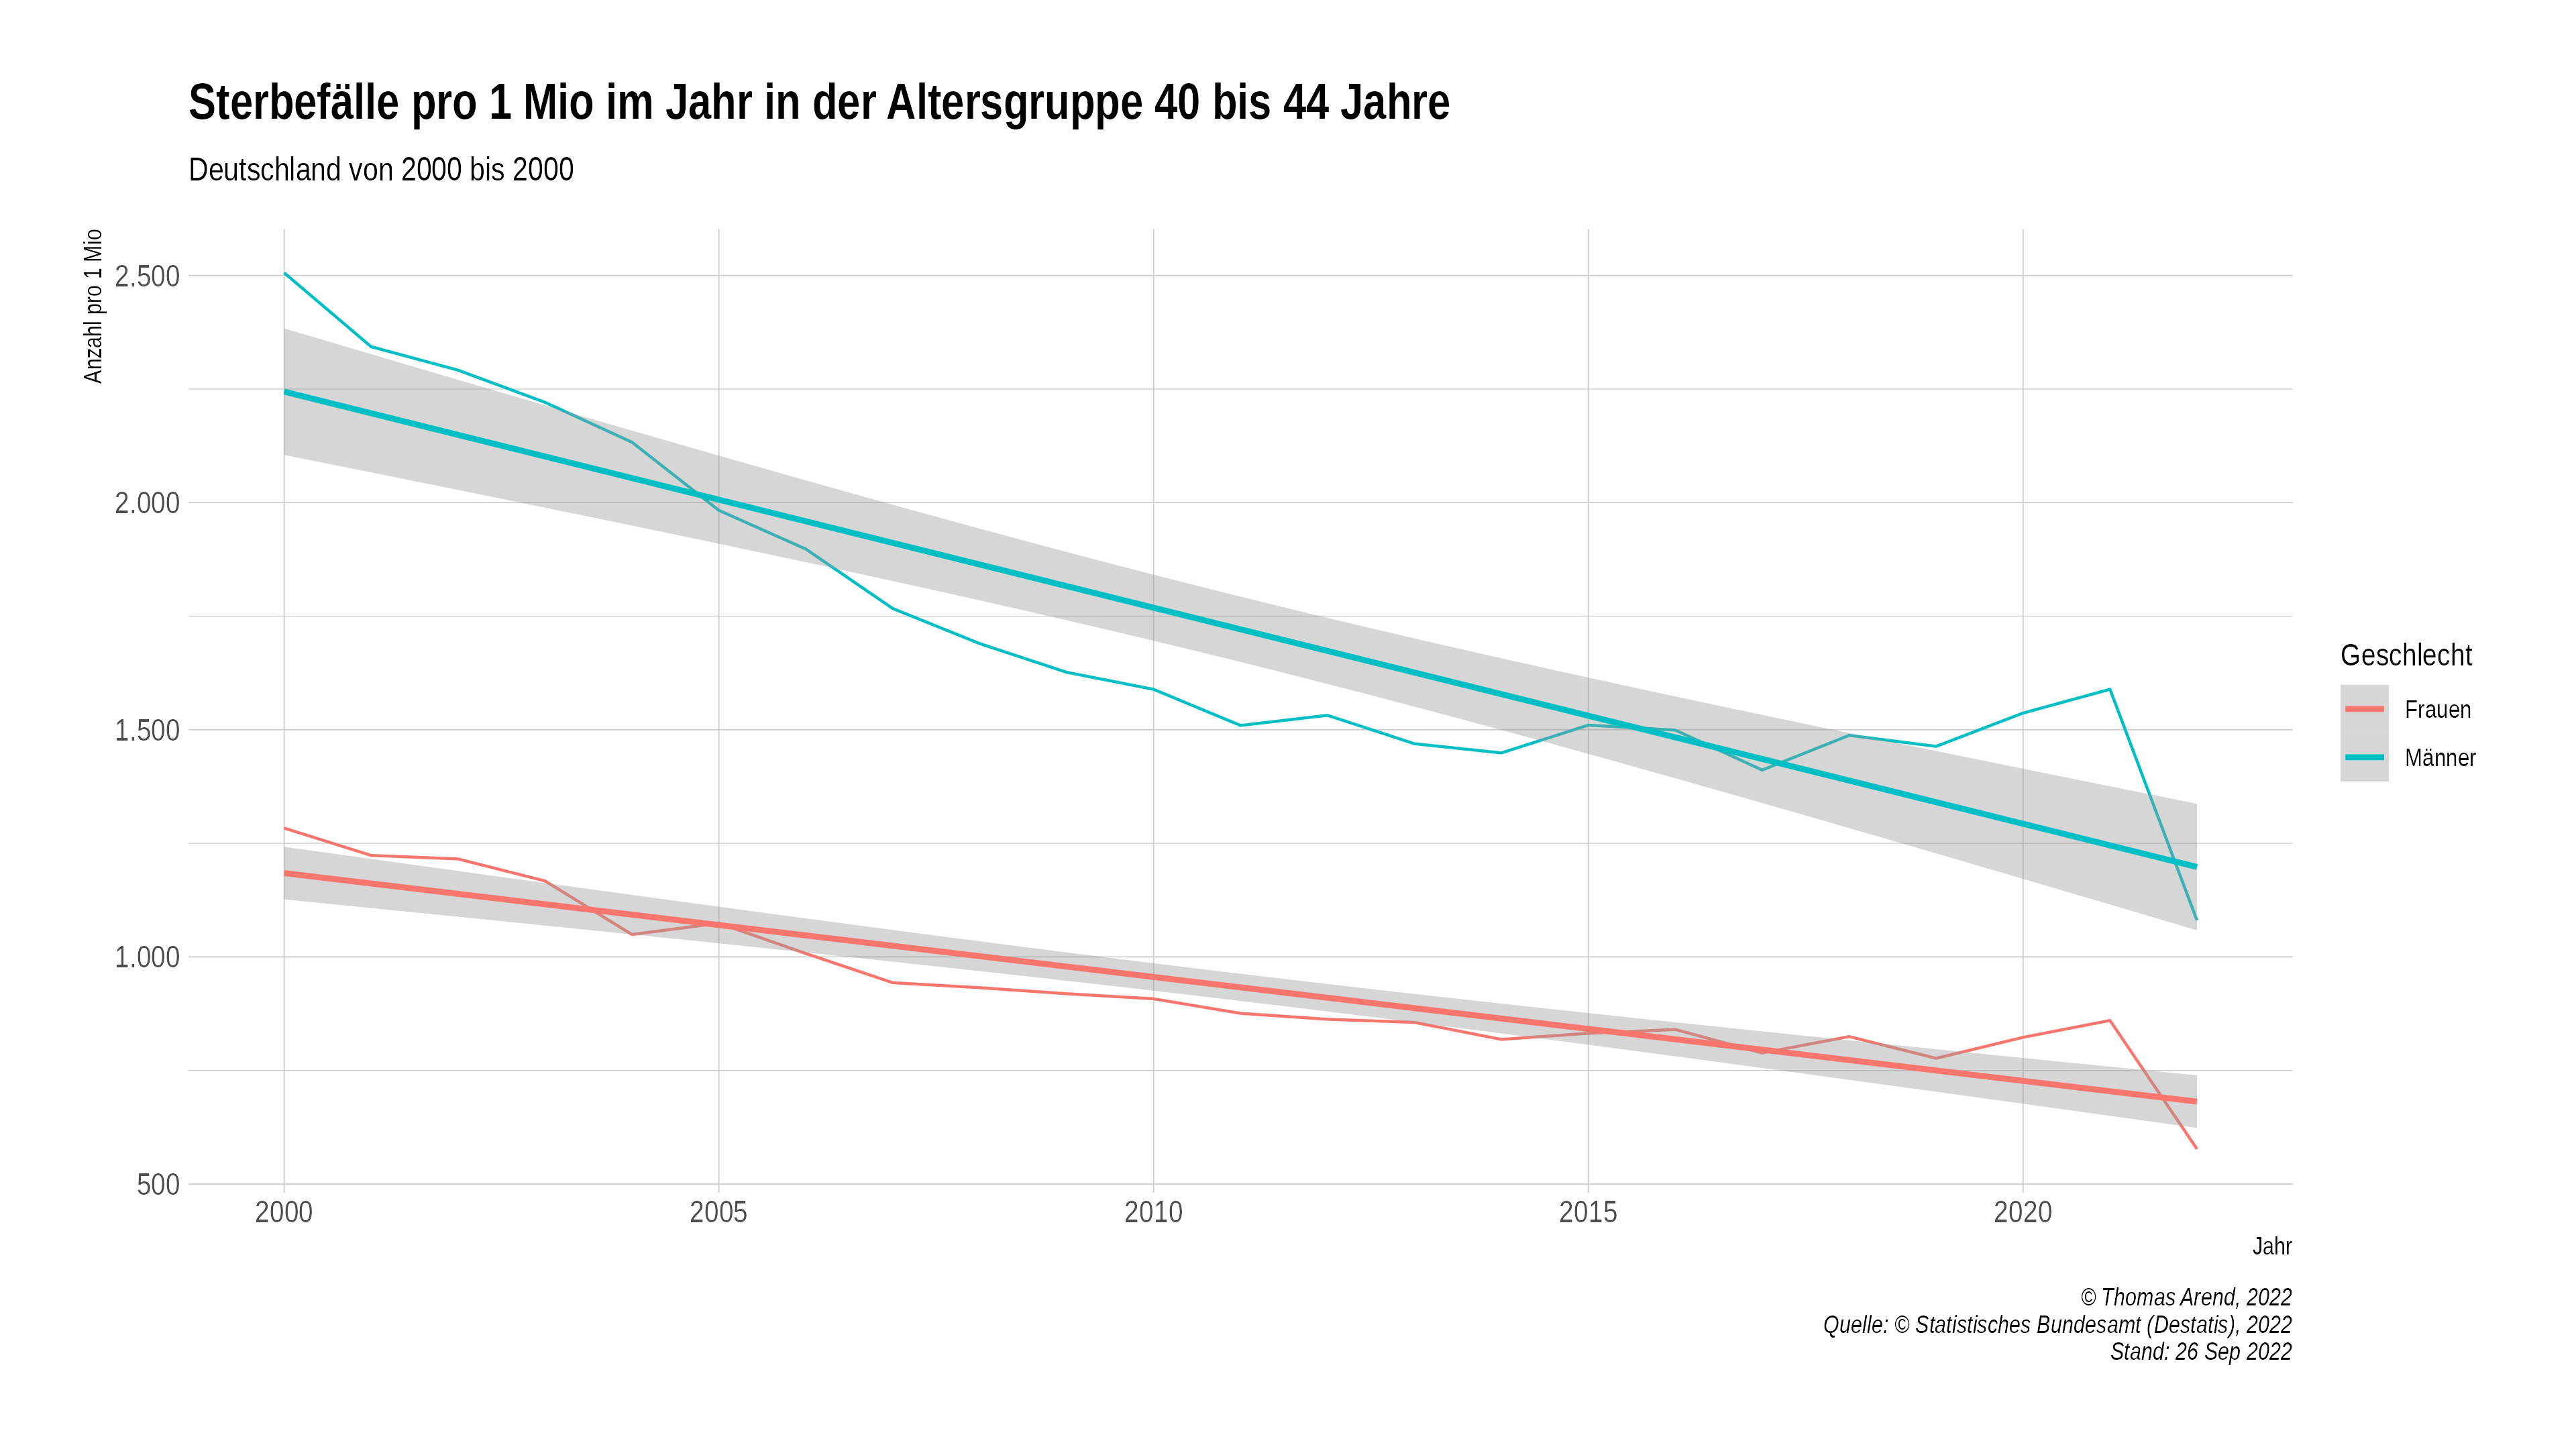 Sterbefälle pro 1 Mio im Jahr in der Altersgruppe 40 bis 44 Jahre
Deutschland von 2000 bis 2000
Anzahl pro 1 Mio
2.500
2.000
1.500
1.000
500
2000
2005
2010
2015
2020
Jahr
Geschlecht
Frauen
Männer
© Thomas Arend, 2022
Quelle: © Statistisches Bundesamt (Destatis), 2022
Stand: 26 Sep 2022